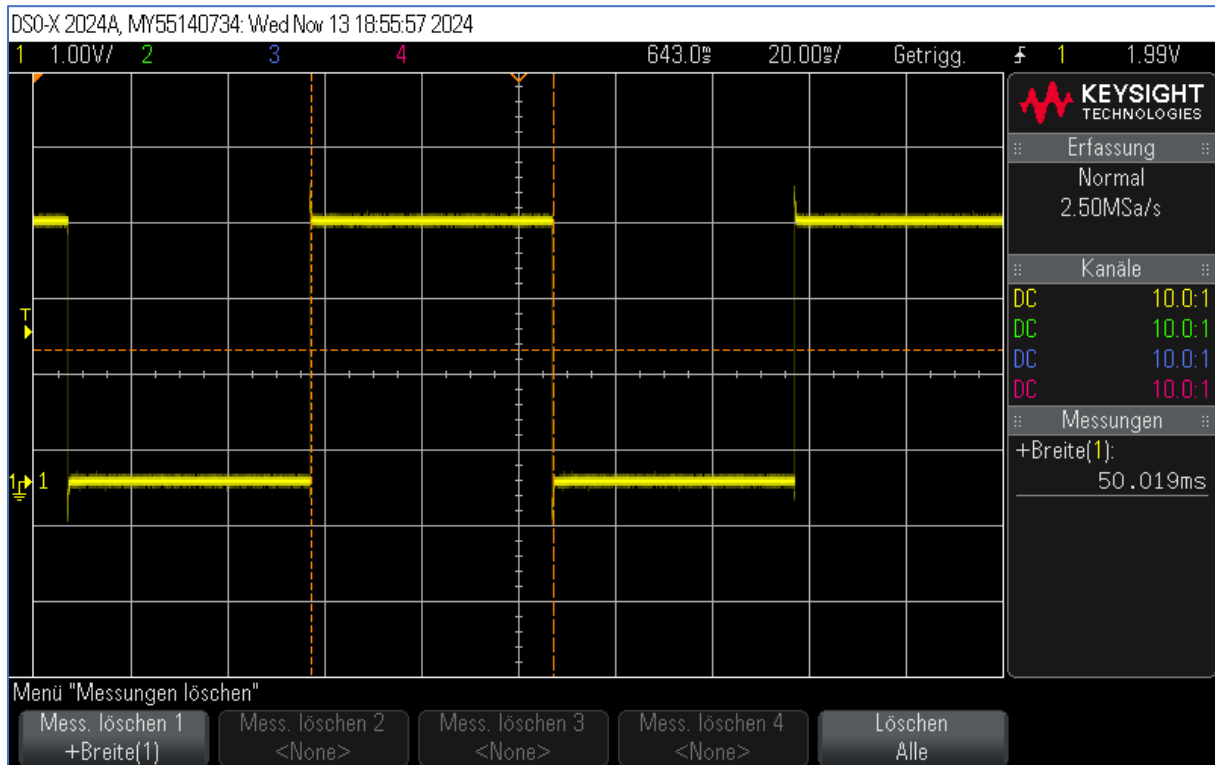 DSO-X 2024A, MY55140734: Wed Nov 13 18:55:57 2024
1 1.00V/ 2 3 4 643.0ms 20.00ms/ Getrigg. 1 1.99V
KEYSIGHT
TECHNOLOGIES
Erfassung
Normal
2.50MSa/s
Kanäle
DC 10.0:1
DC 10.0:1
DC 10.0:1
DC 10.0:1
Messungen
+Breite(1):
50.019ms
T
1
Menü "Messungen löschen"
Mess. löschen 1 Mess. löschen 2 Mess. löschen 3 Mess. löschen 4 Löschen
+Breite(1) <None> <None> <None> Alle